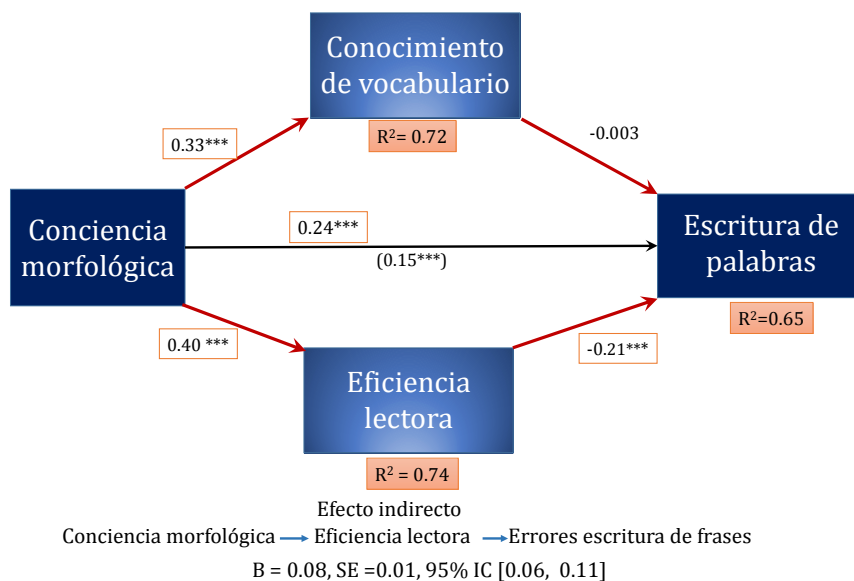 Conocimiento
de vocabulario
R²= 0.72
0.33***
-0.003
Conciencia
morfológica
0.24***
(0.15***)
Escritura de
palabras
R²=0.65
0.40 ***
-0.21***
Eficiencia
lectora
R² = 0.74
Efecto indirecto
Conciencia morfológica → Eficiencia lectora → Errores escritura de frases
B = 0.08, SE =0.01, 95% IC [0.06, 0.11]